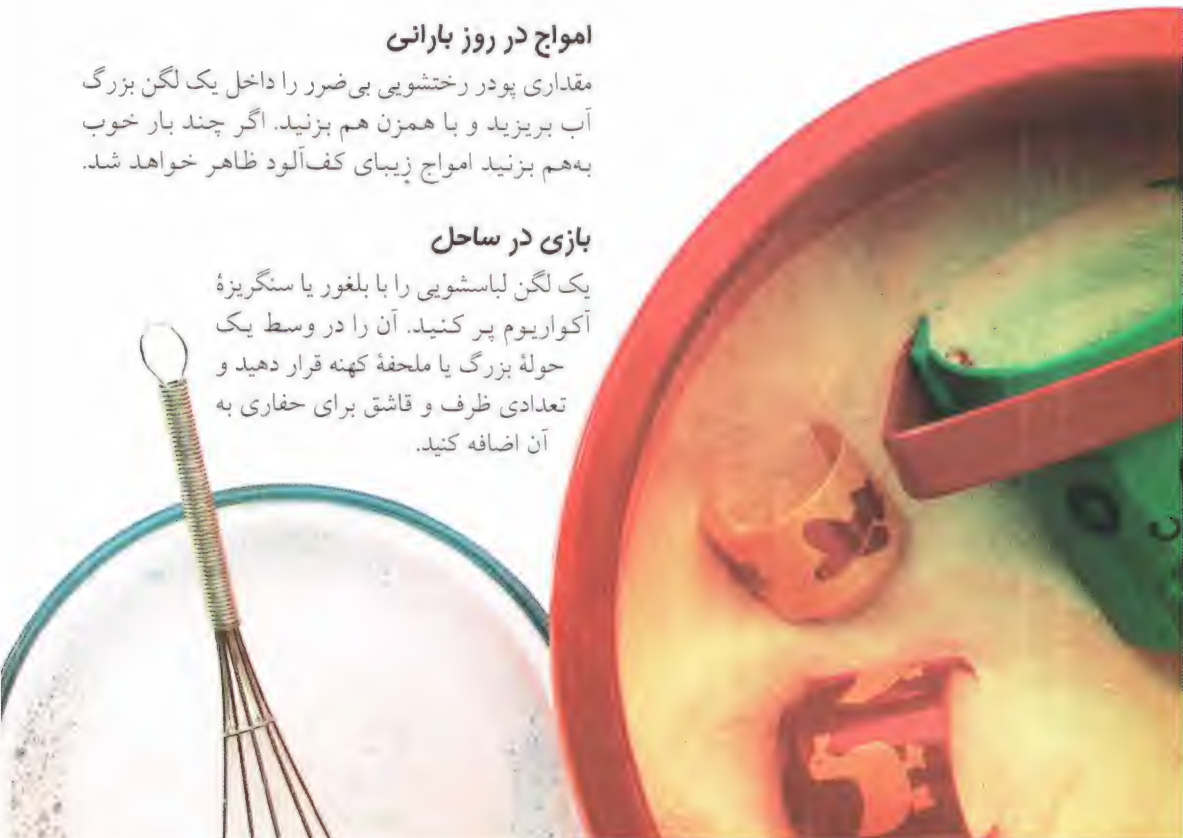 امواج در روز بارانی
مقداری پودر رختشویی بی‌ضرر را داخل یک لگن بزرگ
آب بریزید و با همزن هم بزنید. اگر چند بار خوب
به‌هم بزنید امواج زیبای کف‌آلود ظاهر خواهد شد.
بازی در ساحل
یک لگن لباسشویی را با بلغور یا سنگریزهٔ
آکواریوم پر کنید. آن را در وسط یک
حولهٔ بزرگ یا ملحفهٔ کهنه قرار دهید و
تعدادی ظرف و قاشق برای حفاری به
آن اضافه کنید.